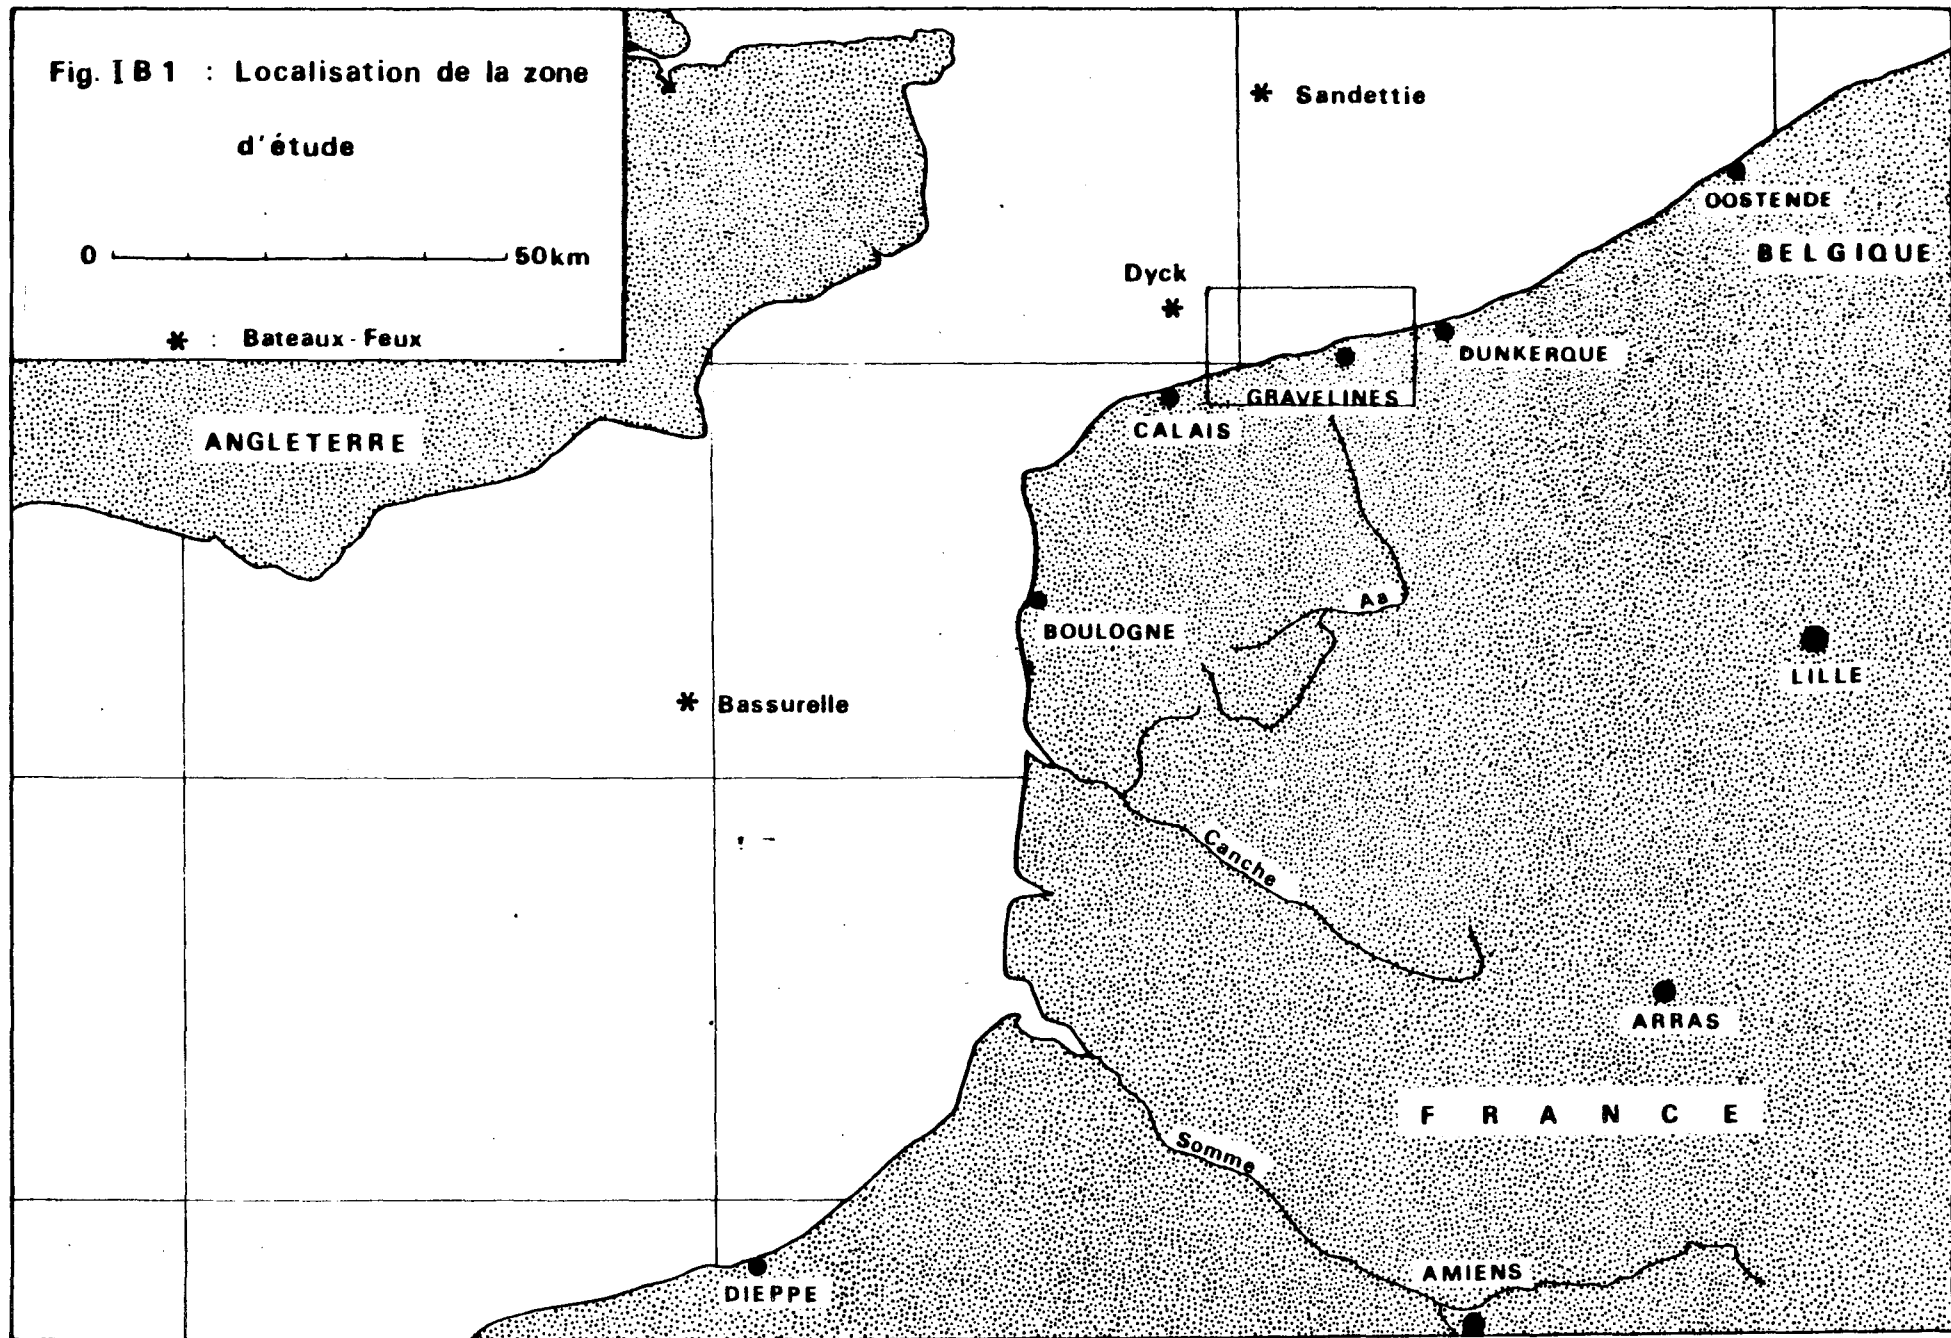 Fig. I B 1 : Localisation de la zone
d'étude
0 50km
* : Bateaux-Feux
* Sandettie
OOSTENDE
BELGIQUE
Dyck
*
DUNKERQUE
GRAVELINES
CALAIS
ANGLETERRE
Aa
BOULOGNE
LILLE
* Bassurelle
Canche
ARRAS
FRANCE
Somme
AMIENS
DIEPPE